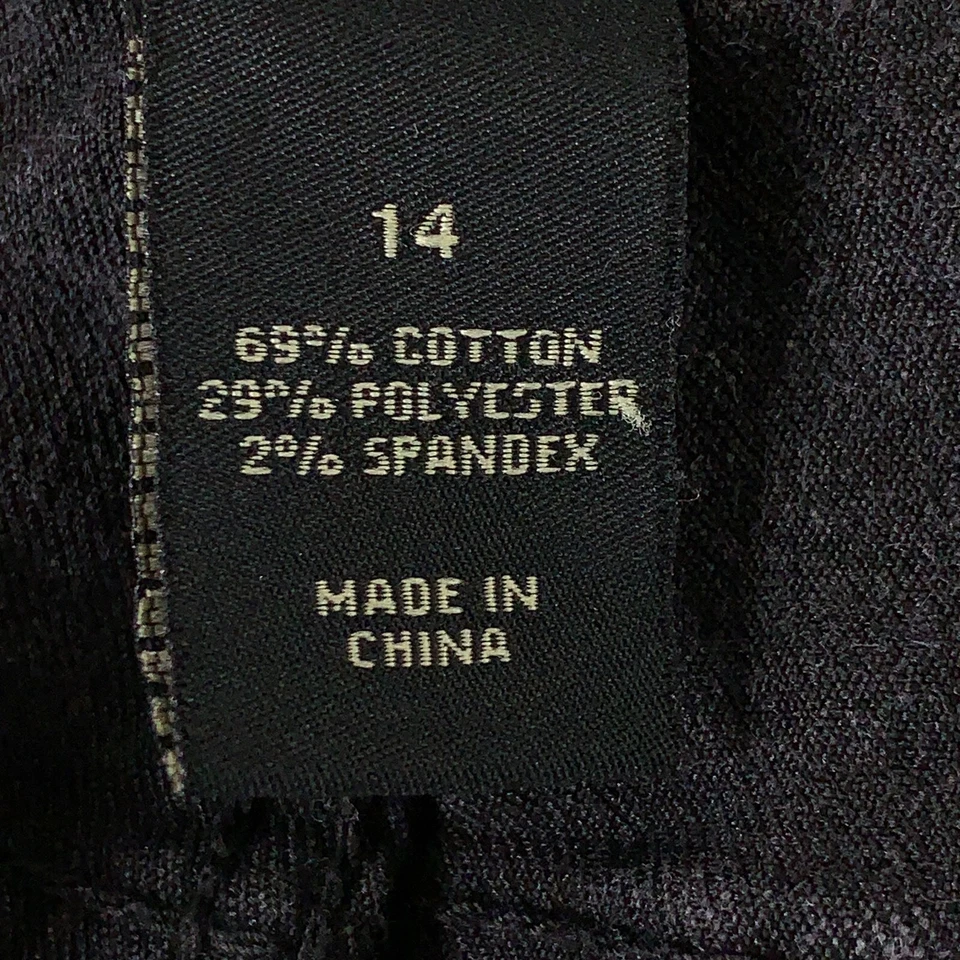 14
69% COTTON
29% POLYESTER
2% SPANDEX
MADE IN
CHINA